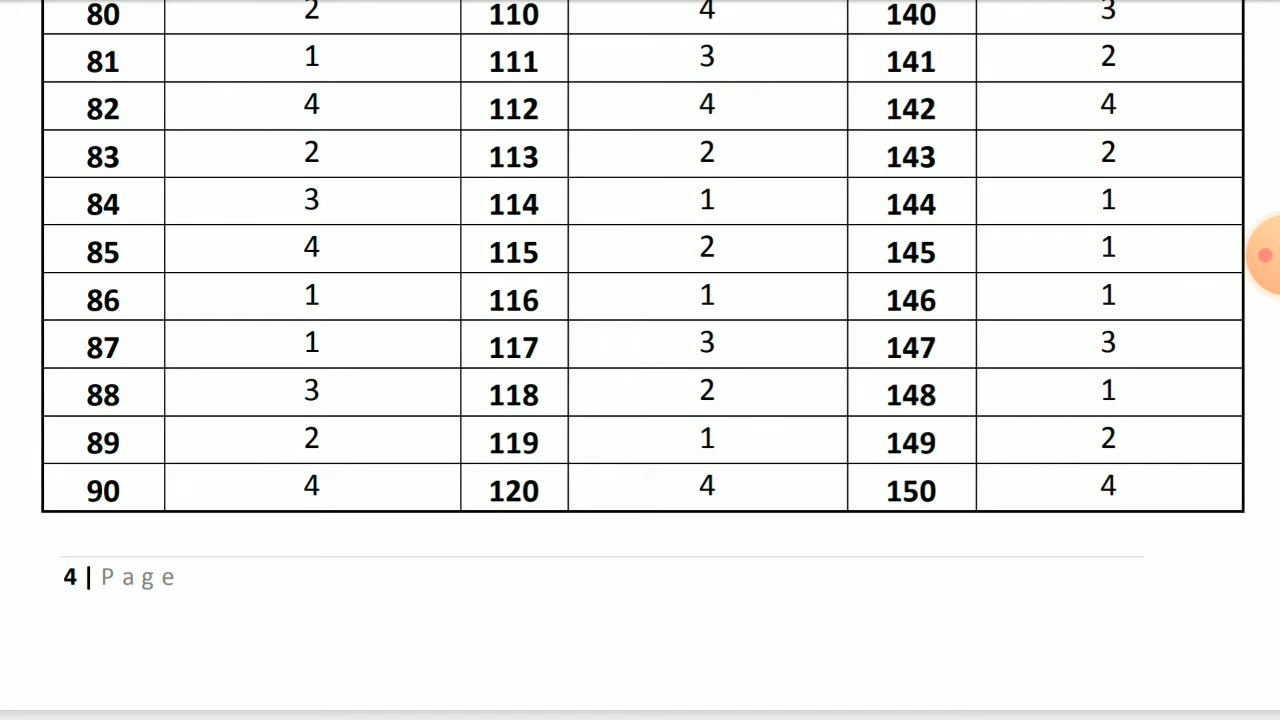 80 2 110 4 140 3
81 1 111 3 141 2
82 4 112 4 142 4
83 2 113 2 143 2
84 3 114 1 144 1
85 4 115 2 145 1
86 1 116 1 146 1
87 1 117 3 147 3
88 3 118 2 148 1
89 2 119 1 149 2
90 4 120 4 150 4
4 | Page